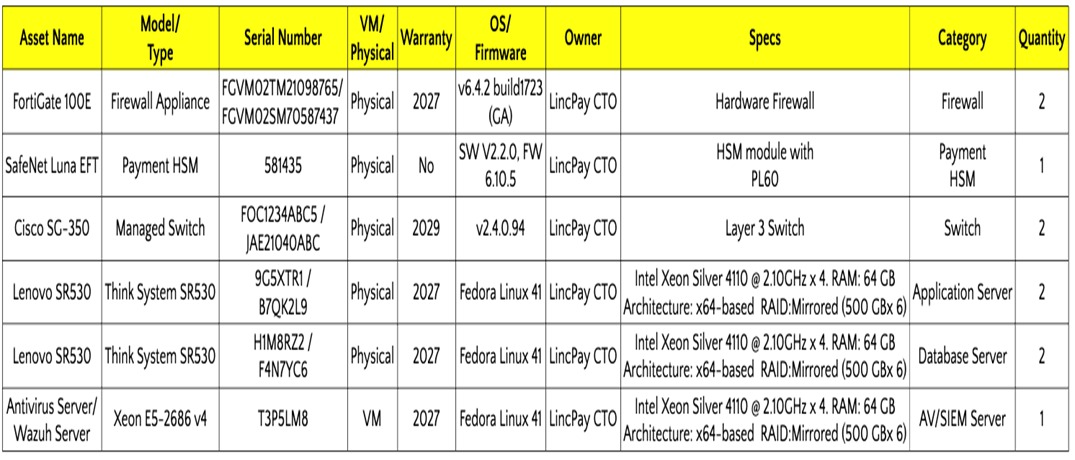 Asset Name Model/ Type Serial Number VM/ Physical Warranty OS/ Firmware Owner Specs Category Quantity
FortiGate 100E Firewall Appliance FGVM02TM21098765/ FGVM02SM70587437 Physical 2027 v6.4.2 build1723 (GA) LincPay CTO Hardware Firewall Firewall 2
SafeNet Luna EFT Payment HSM 581435 Physical No SW V2.2.0, FW 6.10.5 LincPay CTO HSM module with PL60 Payment HSM 1
Cisco SG-350 Managed Switch FOC1234ABC5 / JAE21040ABC Physical 2029 v2.4.0.94 LincPay CTO Layer 3 Switch Switch 2
Lenovo SR530 Think System SR530 9G5XTR1 / B7QK2L9 Physical 2027 Fedora Linux 41 LincPay CTO Intel Xeon Silver 4110 @ 2.10GHz x 4. RAM: 64 GB Architecture: x64-based RAID:Mirrored (500 GBx 6) Application Server 2
Lenovo SR530 Think System SR530 H1M8RZ2 / F4N7YC6 Physical 2027 Fedora Linux 41 LincPay CTO Intel Xeon Silver 4110 @ 2.10GHz x 4. RAM: 64 GB Architecture: x64-based RAID:Mirrored (500 GBx 6) Database Server 2
Antivirus Server/ Wazuh Server Xeon E5-2686 v4 T3P5LM8 VM 2027 Fedora Linux 41 LincPay CTO Intel Xeon Silver 4110 @ 2.10GHz x 4. RAM: 64 GB Architecture: x64-based RAID:Mirrored (500 GBx 6) AV/SIEM Server 1